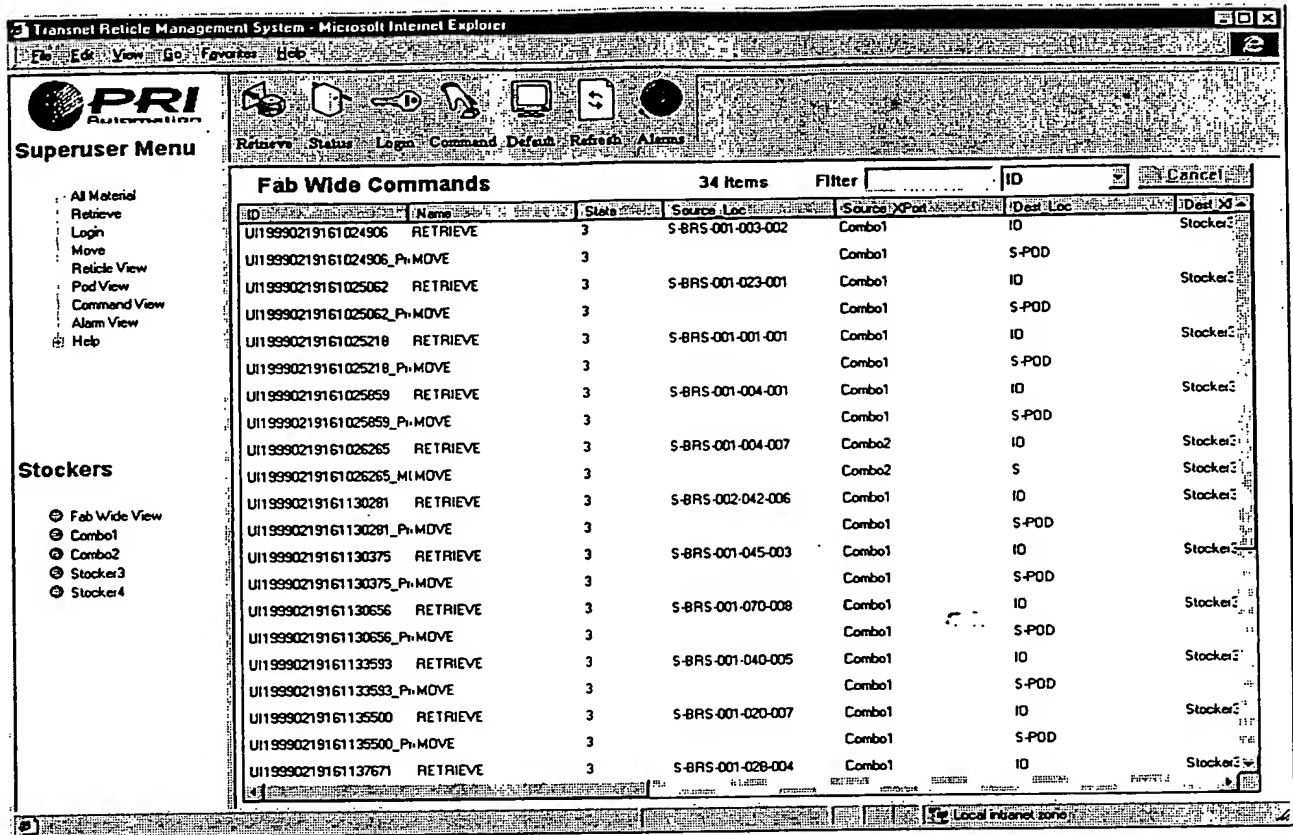 Transnet Reticle Management System - Microsoft Internet Explorer
File Edit View Go Favorites Help
PRI
Automation
Superuser Menu
All Material
Retrieve
Login
Move
Reticle View
Pod View
Command View
Alarm View
Help
Stockers
Fab Wide View
Combo1
Combo2
Stocker3
Stocker4
Retrieve Status Login Command Default Refresh Alarms
Fab Wide Commands 34 items Filter ID Cancel
ID Name State Source_Loc Source_XPort Dest_Loc Dest_X
UI19990219161024906 RETRIEVE 3 S-BRS-001-003-002 Combo1 IO Stocker3
UI19990219161024906_P MOVE 3 Combo1 S-POD
UI19990219161025062 RETRIEVE 3 S-BRS-001-023-001 Combo1 IO Stocker3
UI19990219161025062_P MOVE 3 Combo1 S-POD
UI19990219161025218 RETRIEVE 3 S-BRS-001-001-001 Combo1 IO Stocker3
UI19990219161025218_P MOVE 3 Combo1 S-POD
UI19990219161025859 RETRIEVE 3 S-BRS-001-004-001 Combo1 IO Stocker3
UI19990219161025859_P MOVE 3 Combo1 S-POD
UI19990219161026265 RETRIEVE 3 S-BRS-001-004-007 Combo2 IO Stocker3
UI19990219161026265_M MOVE 3 Combo2 S Stocker3
UI19990219161130281 RETRIEVE 3 S-BRS-002-042-006 Combo1 IO Stocker3
UI19990219161130281_P MOVE 3 Combo1 S-POD
UI19990219161130375 RETRIEVE 3 S-BRS-001-045-003 Combo1 IO Stocker3
UI19990219161130375_P MOVE 3 Combo1 S-POD
UI19990219161130656 RETRIEVE 3 S-BRS-001-070-008 Combo1 IO Stocker3
UI19990219161130656_P MOVE 3 Combo1 S-POD
UI19990219161133593 RETRIEVE 3 S-BRS-001-040-005 Combo1 IO Stocker3
UI19990219161133593_P MOVE 3 Combo1 S-POD
UI19990219161135500 RETRIEVE 3 S-BRS-001-020-007 Combo1 IO Stocker3
UI19990219161135500_P MOVE 3 Combo1 S-POD
UI19990219161137671 RETRIEVE 3 S-BRS-001-028-004 Combo1 IO Stocker3
Local intranet zone